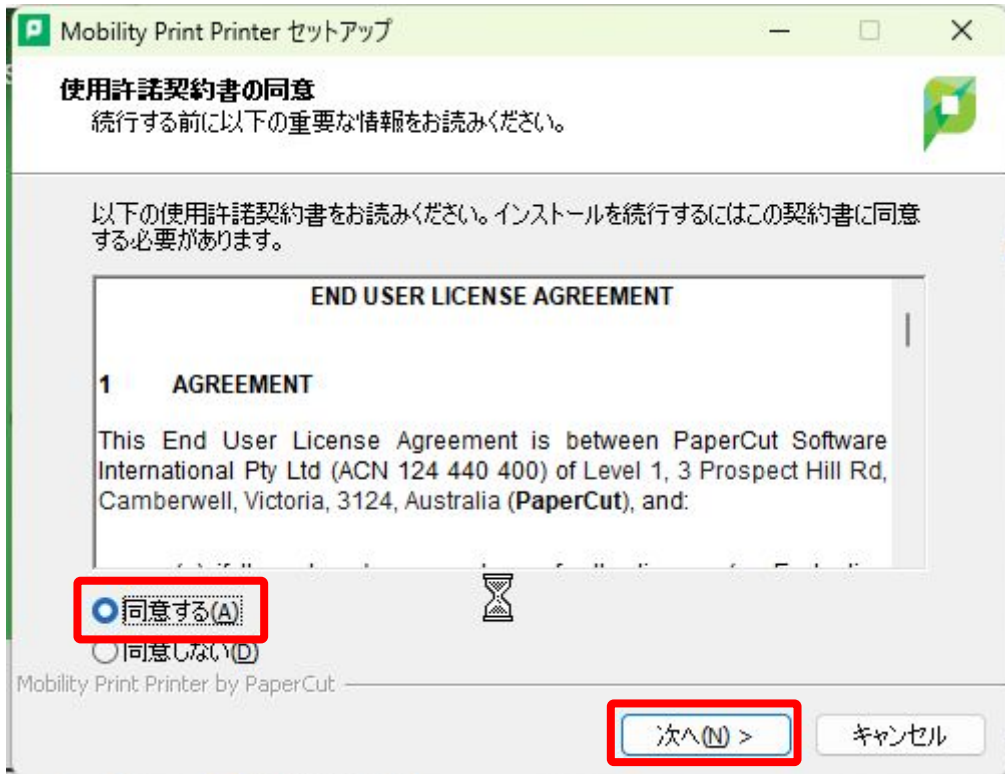 Mobility Print Printer セットアップ
使用許諾契約書の同意
続行する前に以下の重要な情報をお読みください。
以下の使用許諾契約書をお読みください。インストールを続行するにはこの契約書に同意
する必要があります。
END USER LICENSE AGREEMENT
1 AGREEMENT
This End User License Agreement is between PaperCut Software
International Pty Ltd (ACN 124 440 400) of Level 1, 3 Prospect Hill Rd,
Camberwell, Victoria, 3124, Australia (PaperCut), and:
同意する(A)
同意しない(D)
Mobility Print Printer by PaperCut
次へ(N) >
キャンセル